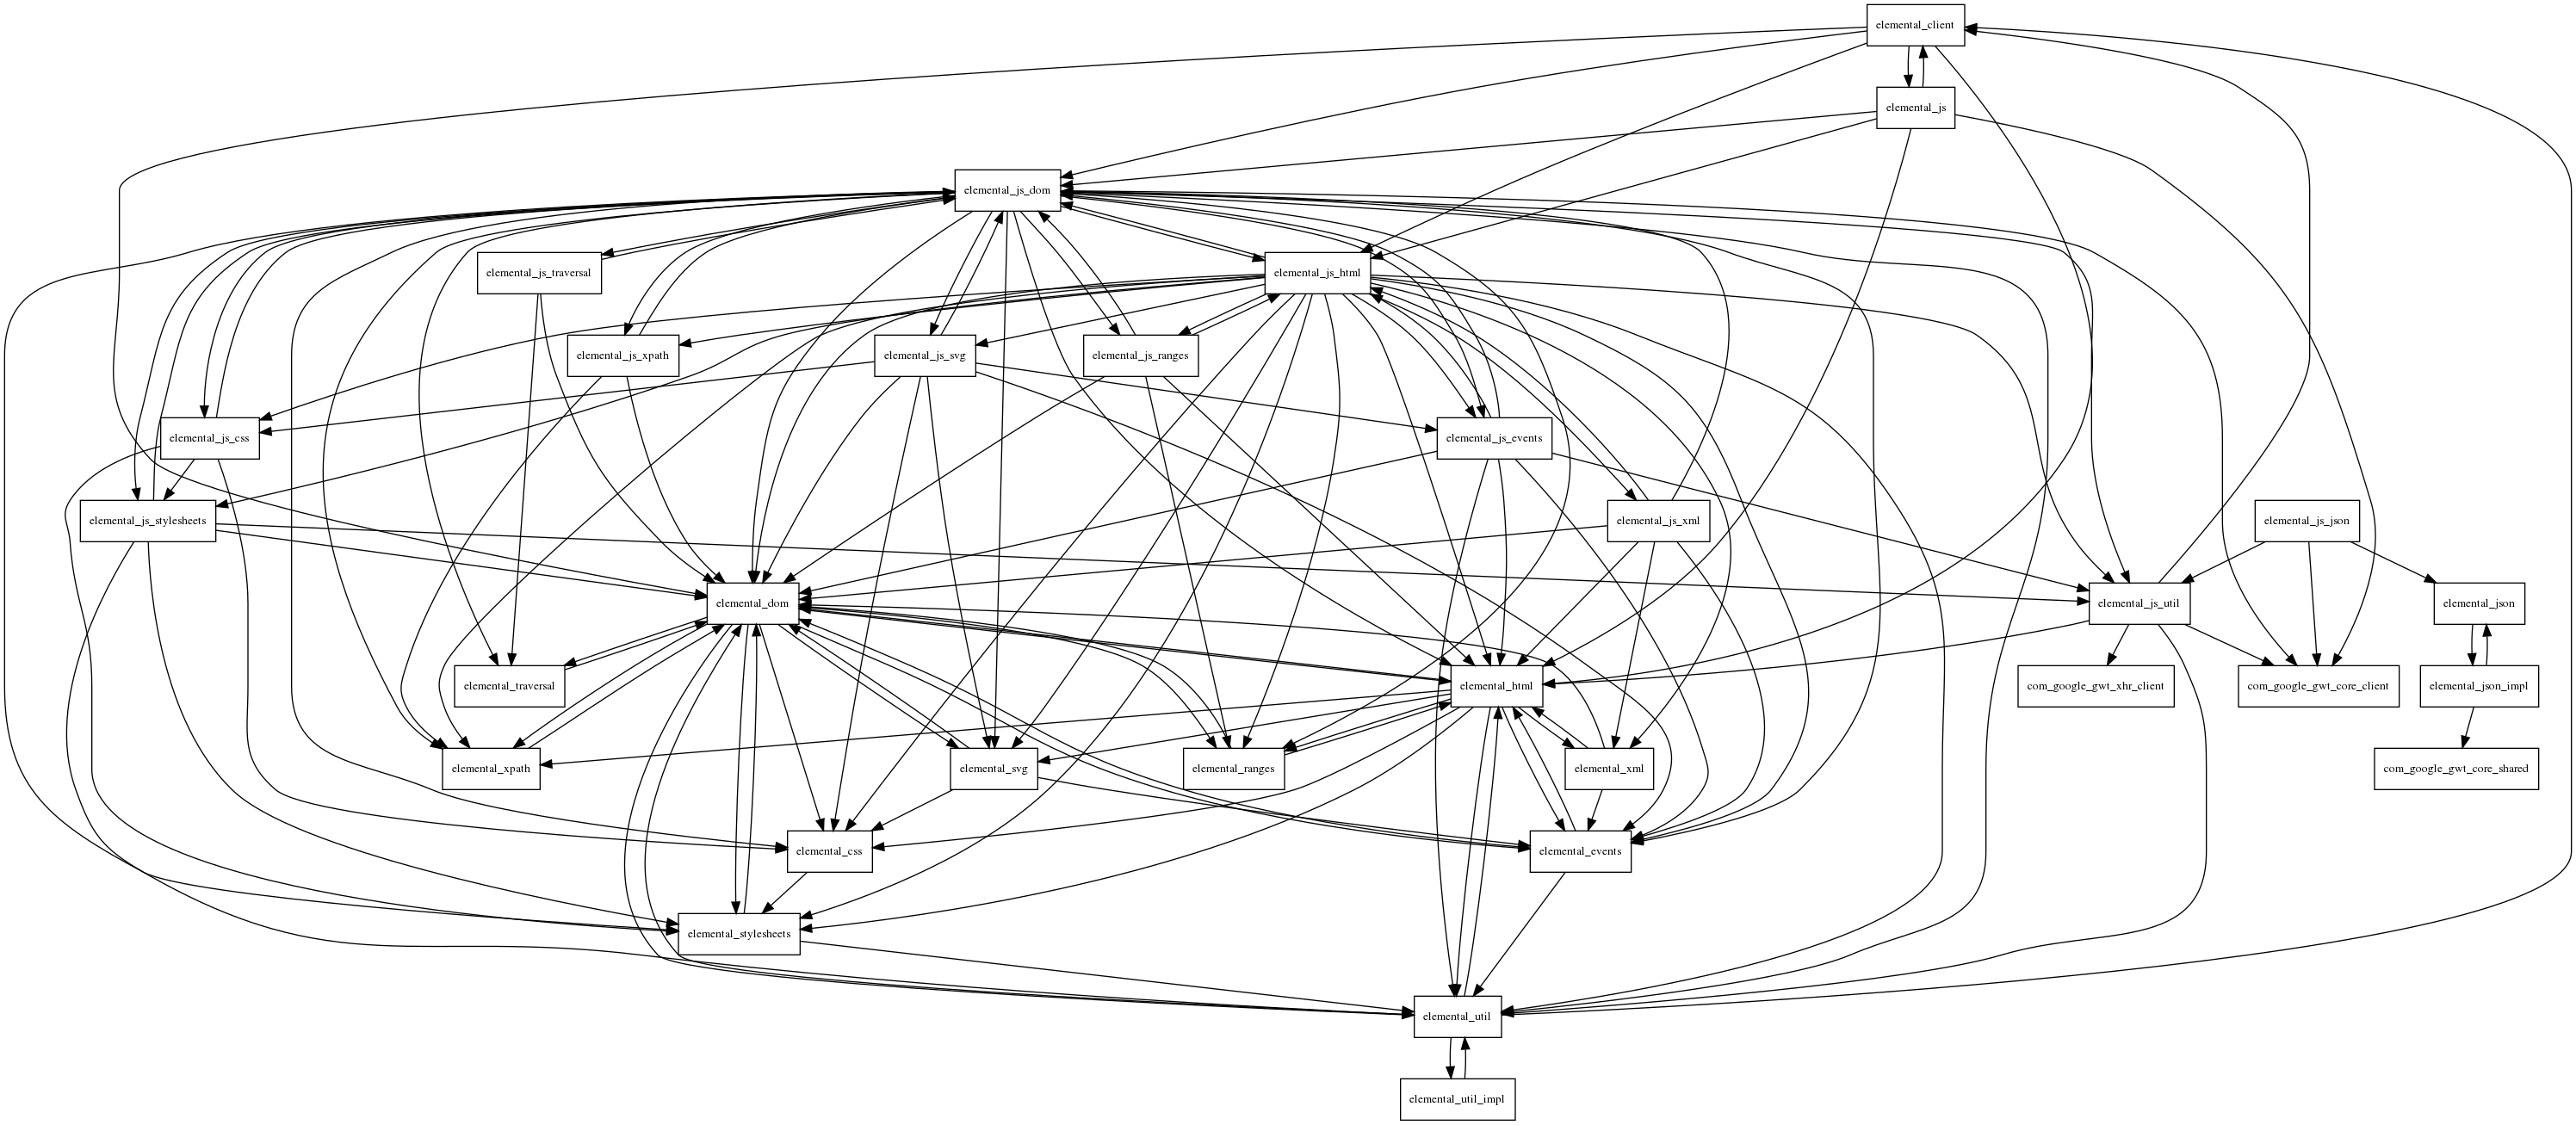 elemental_client
elemental_js
elemental_js_dom
elemental_js_traversal
elemental_js_html
elemental_js_xpath
elemental_js_svg
elemental_js_ranges
elemental_js_css
elemental_js_events
elemental_js_stylesheets
elemental_js_xml
elemental_js_json
elemental_dom
elemental_js_util
elemental_json
elemental_traversal
elemental_html
com_google_gwt_xhr_client
com_google_gwt_core_client
elemental_json_impl
elemental_xpath
elemental_svg
elemental_ranges
elemental_xml
com_google_gwt_core_shared
elemental_css
elemental_events
elemental_stylesheets
elemental_util
elemental_util_impl